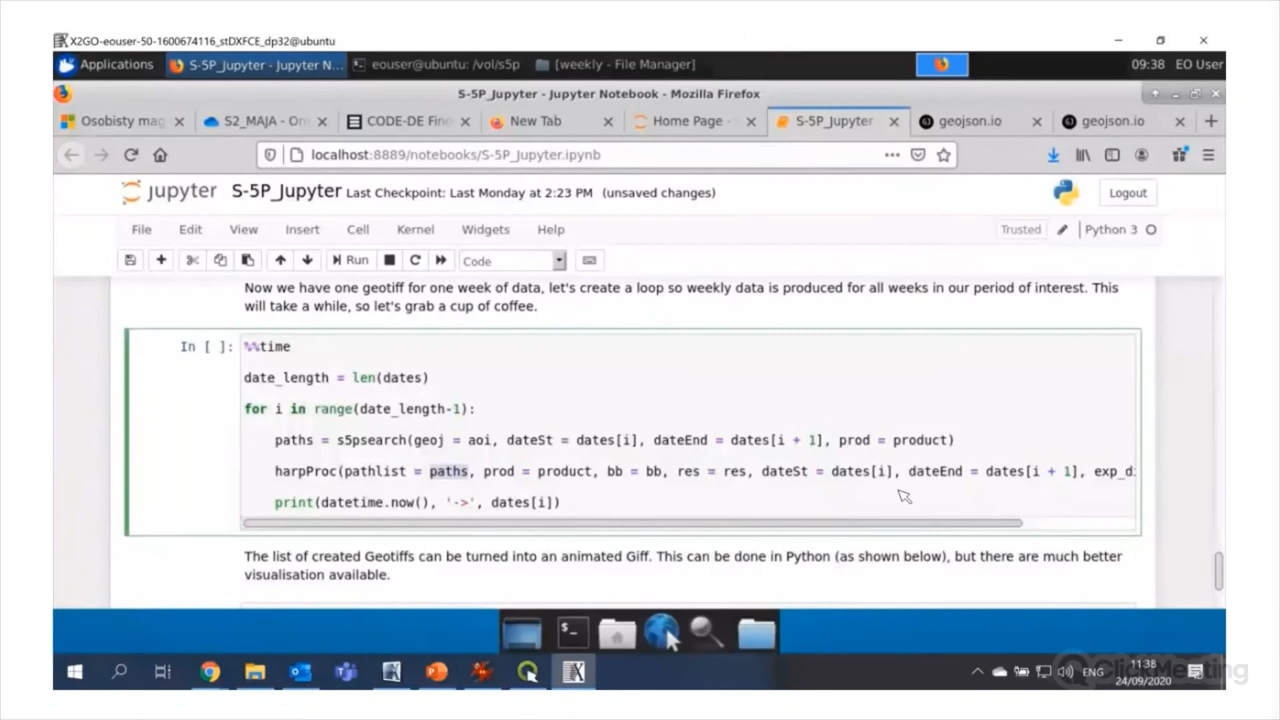 X2GO-eouser-50-1600674116_stDXFCE_dp32@ubuntu
Applications S-5P_Jupyter - Jupyter N... eouser@ubuntu: /vol/s5p [weekly - File Manager] 09:38 EO User
S-5P_Jupyter - Jupyter Notebook - Mozilla Firefox
Osobisty mag S2_MAJA - On CODE-DE Fin New Tab Home Page - S-5P_Jupyter geojson.io geojson.io
localhost:8889/notebooks/S-5P_Jupyter.ipynb
jupyter S-5P_Jupyter Last Checkpoint: Last Monday at 2:23 PM (unsaved changes) Logout
File Edit View Insert Cell Kernel Widgets Help Trusted Python 3
Run Code
Now we have one geotiff for one week of data, let's create a loop so weekly data is produced for all weeks in our period of interest. This
will take a while, so let's grab a cup of coffee.
In [ ]: %%time
date_length = len(dates)
for i in range(date_length-1):
paths = s5psearch(geoj = aoi, dateSt = dates[i], dateEnd = dates[i + 1], prod = product)
harpProc(pathlist = paths, prod = product, bb = bb, res = res, dateSt = dates[i], dateEnd = dates[i + 1], exp_d
print(datetime.now(), '->', dates[i])
The list of created Geotiffs can be turned into an animated Giff. This can be done in Python (as shown below), but there are much better
visualisation available.
ENG 11:38
24/09/2020
ClickMeeting